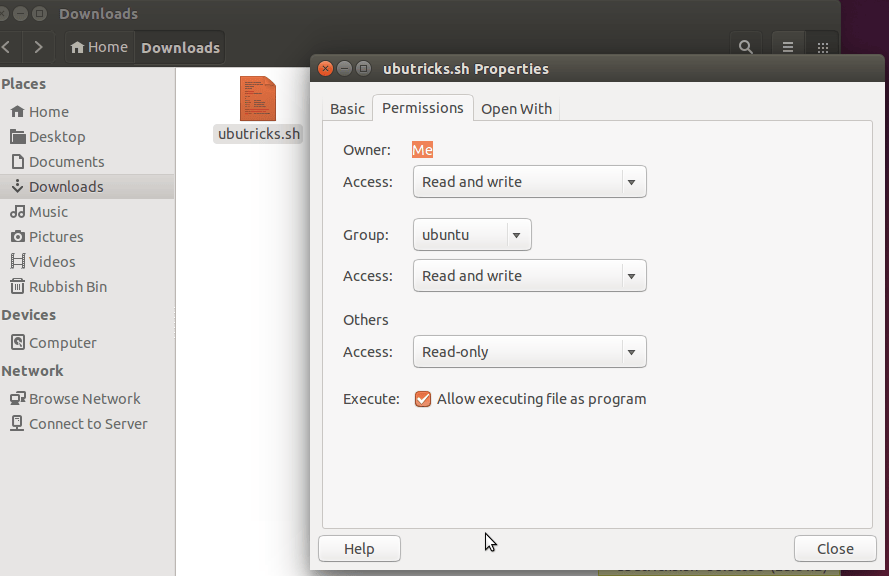 Downloads
Home
Downloads
Places
Home
Desktop
Documents
Downloads
Music
Pictures
Videos
Rubbish Bin
Devices
Computer
Network
Browse Network
Connect to Server
ubutricks.sh
ubutricks.sh Properties
Basic Permissions Open With
Owner: Me
Access: Read and write
Group: ubuntu
Access: Read and write
Others
Access: Read-only
Execute: Allow executing file as program
Help Close